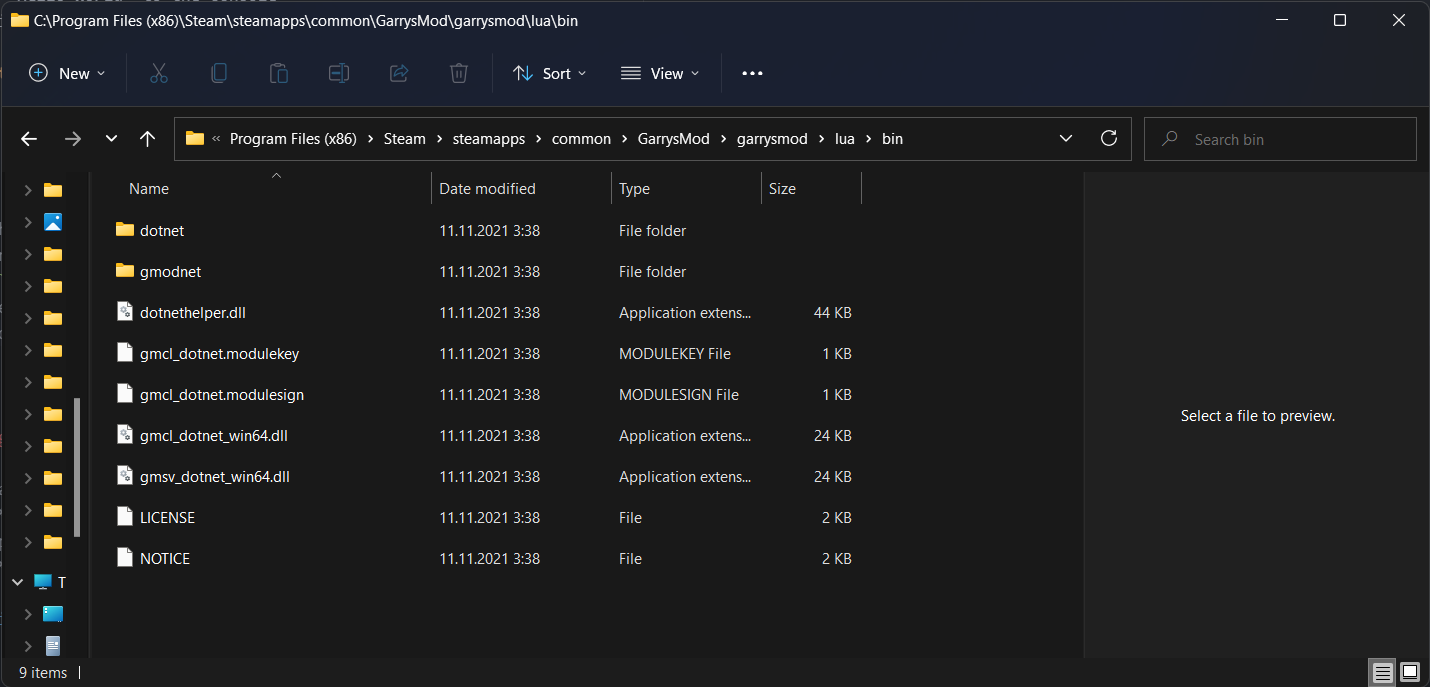 C:\Program Files (x86)\Steam\steamapps\common\GarrysMod\garrysmod\lua\bin
New Sort View
« Program Files (x86) › Steam › steamapps › common › GarrysMod › garrysmod › lua › bin Search bin
Name Date modified Type Size
dotnet 11.11.2021 3:38 File folder
gmodnet 11.11.2021 3:38 File folder
dotnethelper.dll 11.11.2021 3:38 Application extens... 44 KB
gmcl_dotnet.modulekey 11.11.2021 3:38 MODULEKEY File 1 KB
gmcl_dotnet.modulesign 11.11.2021 3:38 MODULESIGN File 1 KB
Select a file to preview.
gmcl_dotnet_win64.dll 11.11.2021 3:38 Application extens... 24 KB
gmsv_dotnet_win64.dll 11.11.2021 3:38 Application extens... 24 KB
LICENSE 11.11.2021 3:38 File 2 KB
NOTICE 11.11.2021 3:38 File 2 KB
T
9 items